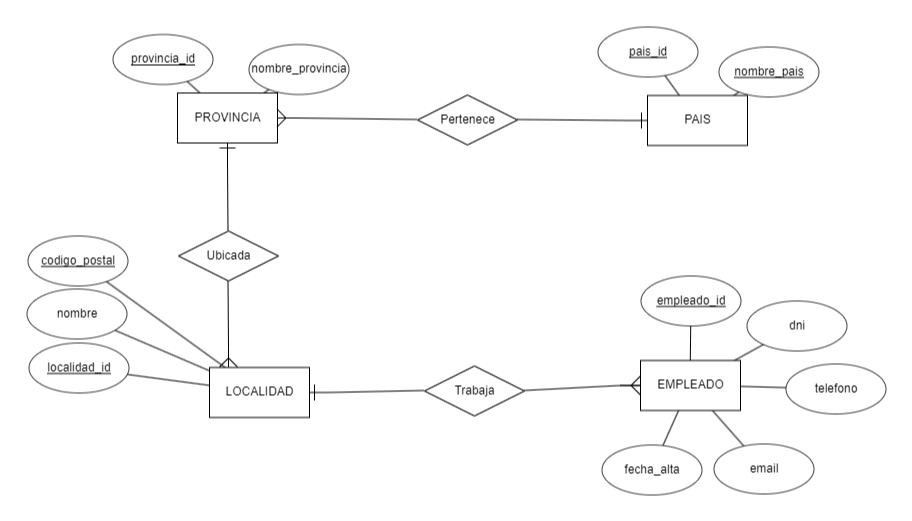 provincia_id
nombre_provincia
pais_id
nombre_pais
PROVINCIA
Pertenece
PAIS
Ubicada
codigo_postal
nombre
localidad_id
LOCALIDAD
Trabaja
empleado_id
dni
EMPLEADO
telefono
fecha_alta
email